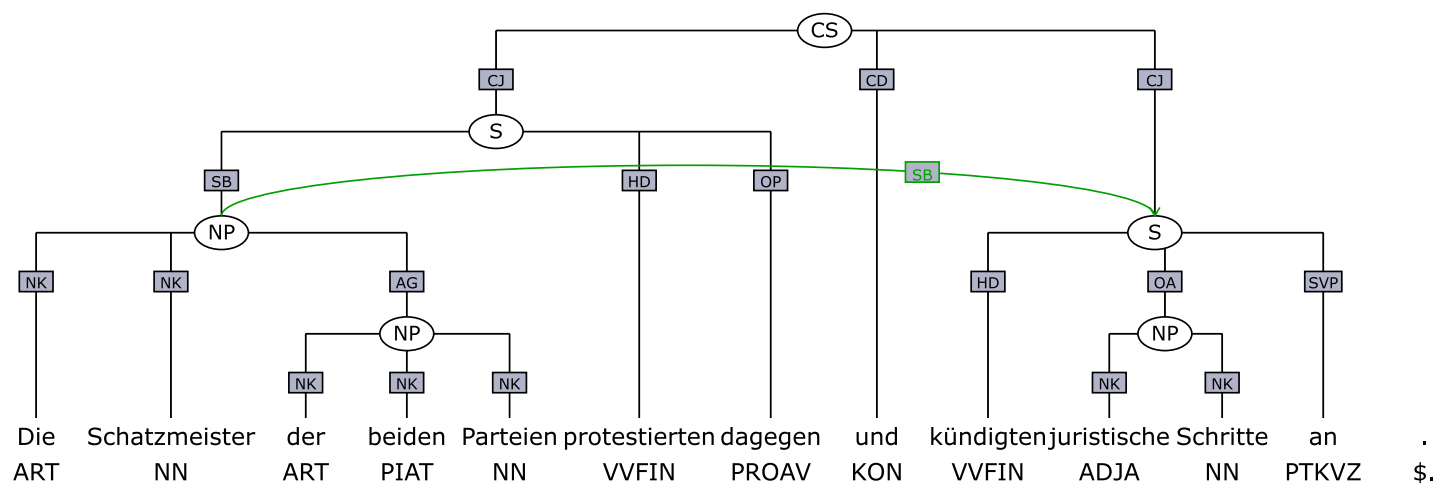 CS
CJ CD CJ
S
SB HD OP SB
NP S
NK NK AG HD OA SVP
NP NP
NK NK NK NK NK
Die Schatzmeister der beiden Parteien protestierten dagegen und kündigten juristische Schritte an .
ART NN ART PIAT NN VVFIN PROAV KON VVFIN ADJA NN PTKVZ $.